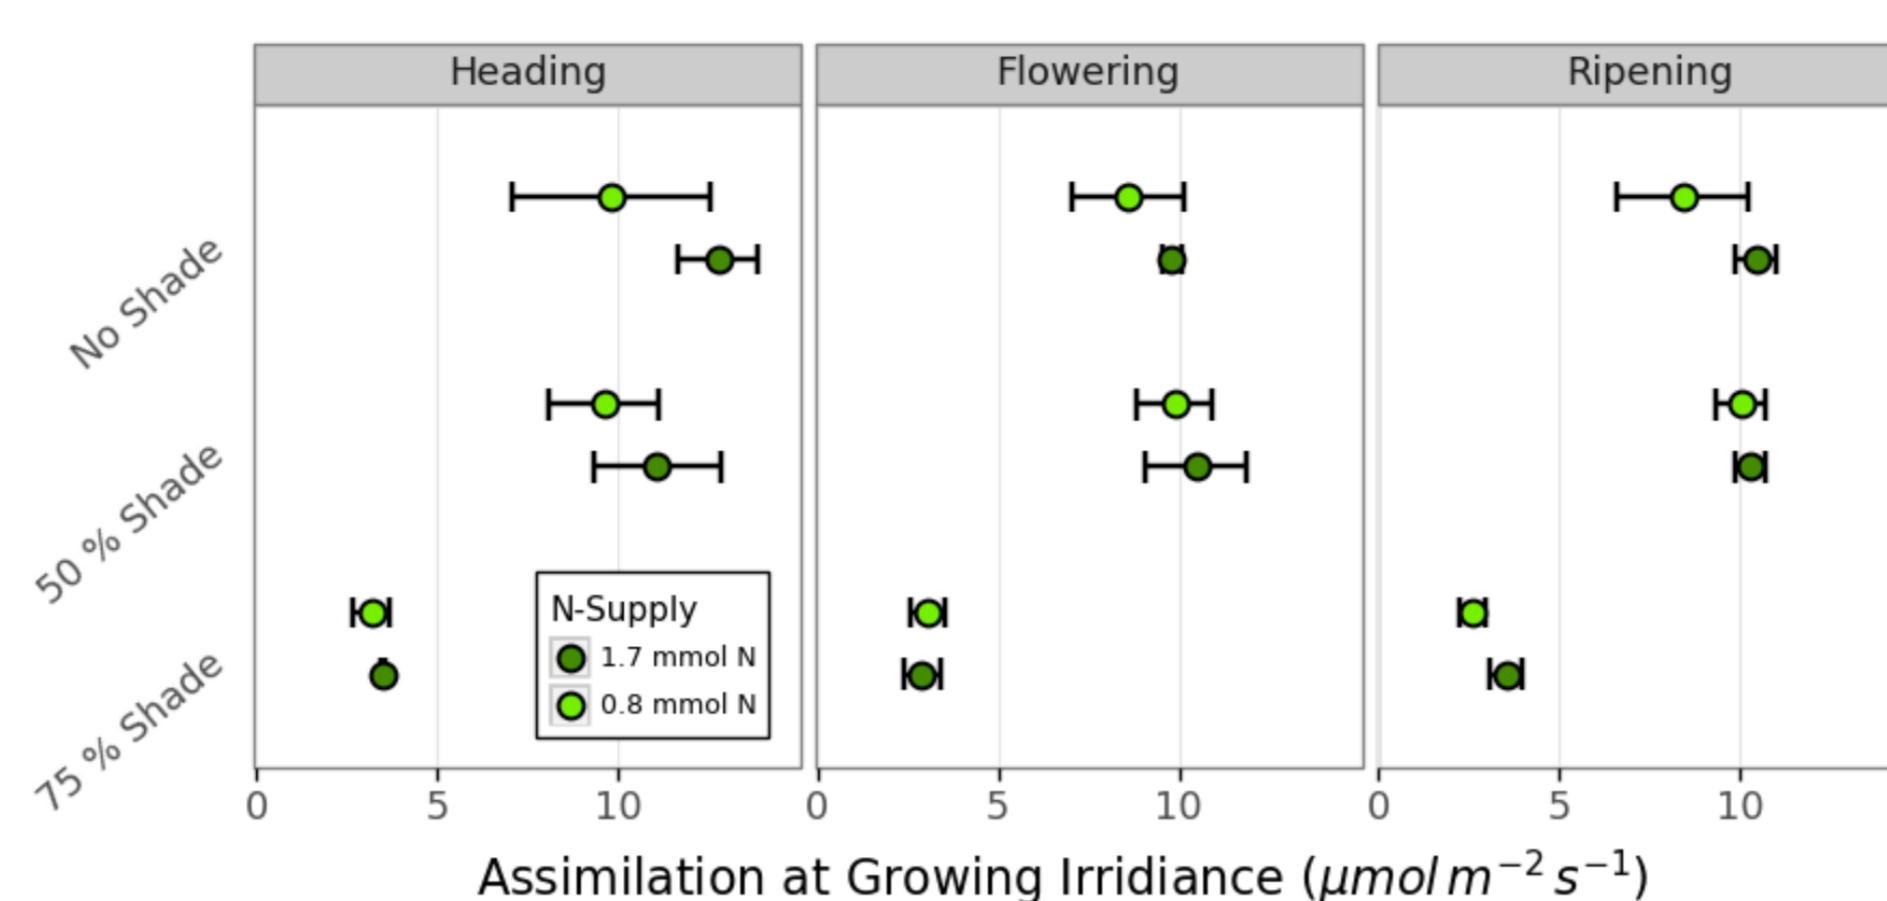 Heading
Flowering
Ripening
No Shade
50 % Shade
75 % Shade
N-Supply
1.7 mmol N
0.8 mmol N
0 5 10
0 5 10
0 5 10
Assimilation at Growing Irridiance (μmol m⁻² s⁻¹)